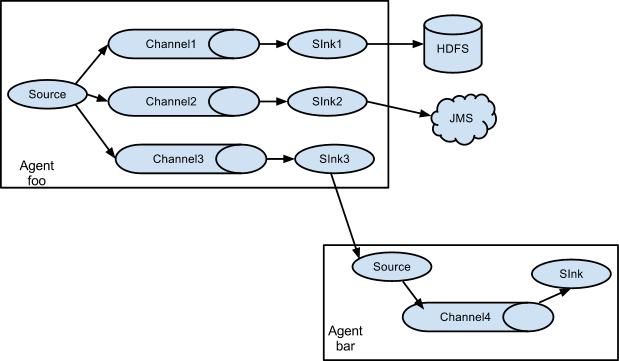 Channel1
SInk1
HDFS
Source
Channel2
SInk2
JMS
Channel3
SInk3
Agent
foo
Source
SInk
Channel4
Agent
bar